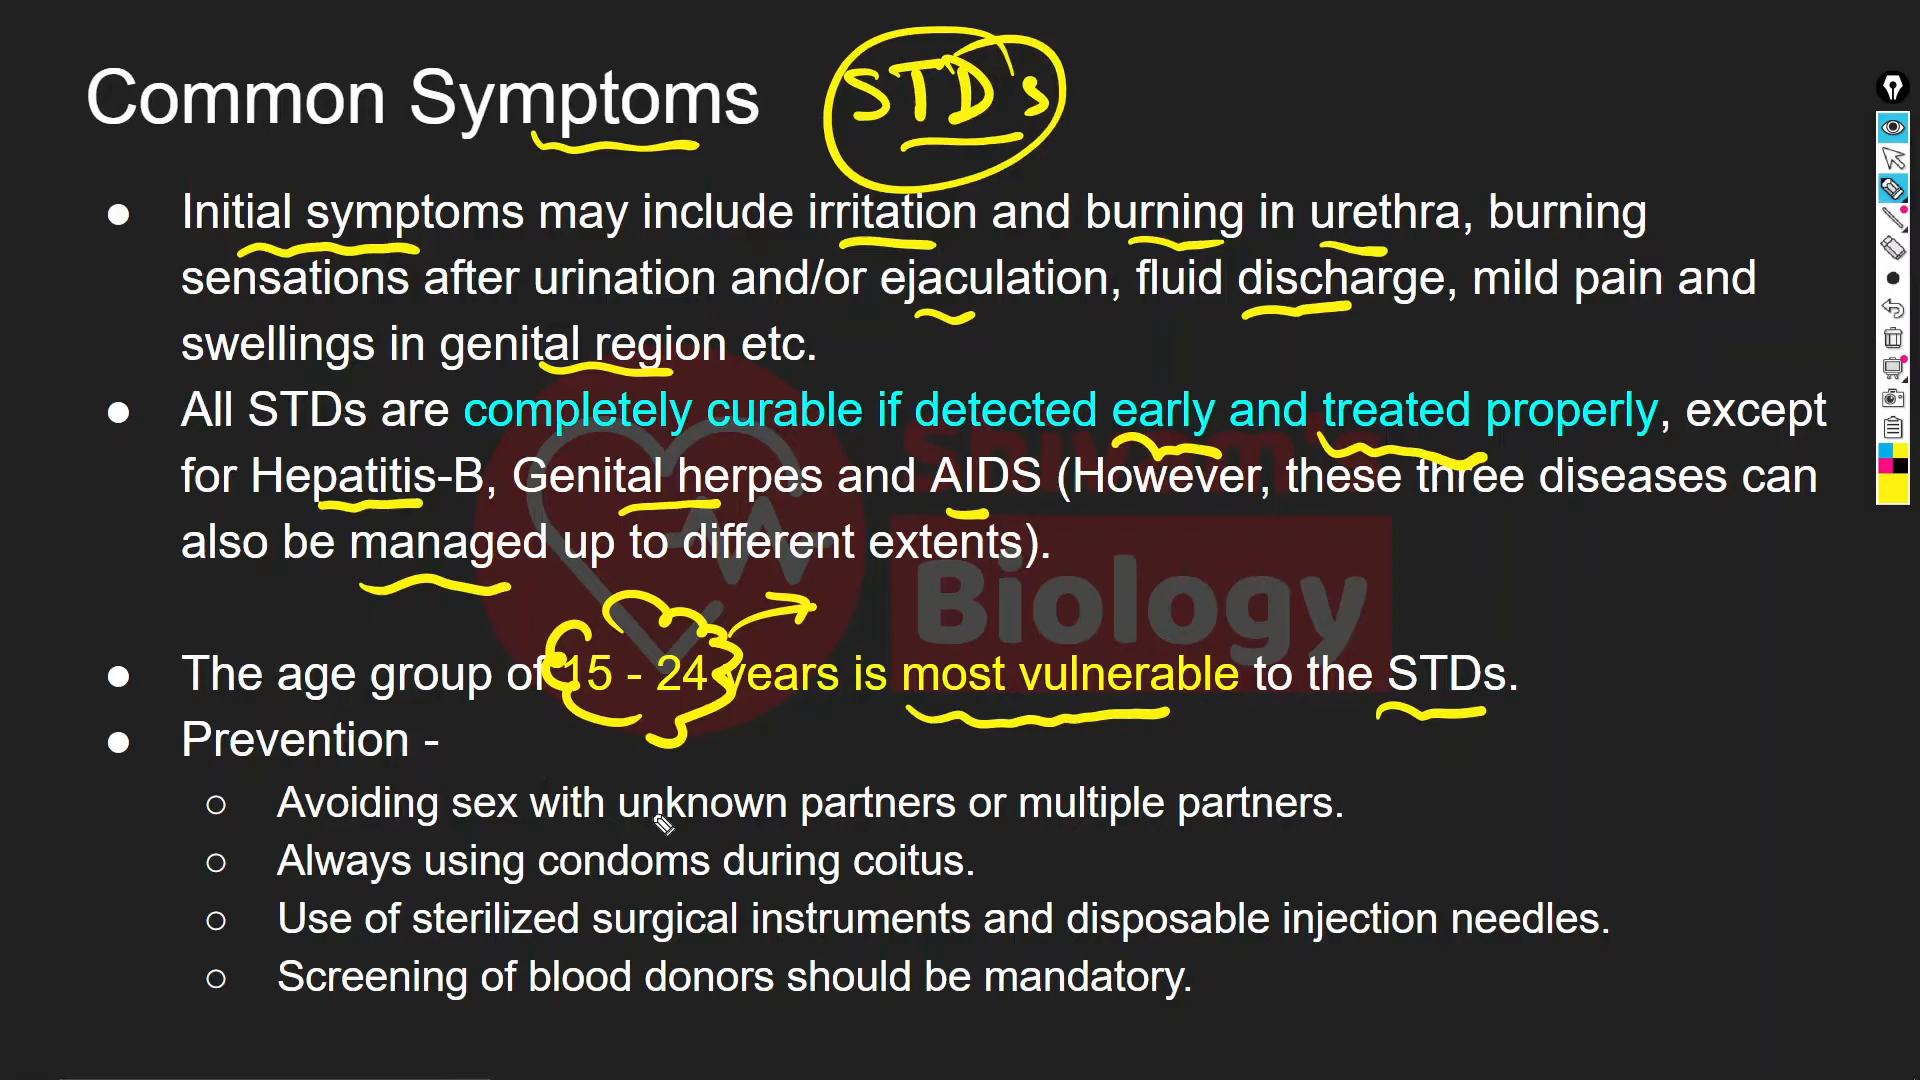 Common Symptoms STD's
● Initial symptoms may include irritation and burning in urethra, burning
sensations after urination and/or ejaculation, fluid discharge, mild pain and
swellings in genital region etc.
● All STDs are completely curable if detected early and treated properly, except
for Hepatitis-B, Genital herpes and AIDS (However, these three diseases can
also be managed up to different extents).
Biology
● The age group of 15 - 24 years is most vulnerable to the STDs.
● Prevention -
○ Avoiding sex with unknown partners or multiple partners.
○ Always using condoms during coitus.
○ Use of sterilized surgical instruments and disposable injection needles.
○ Screening of blood donors should be mandatory.